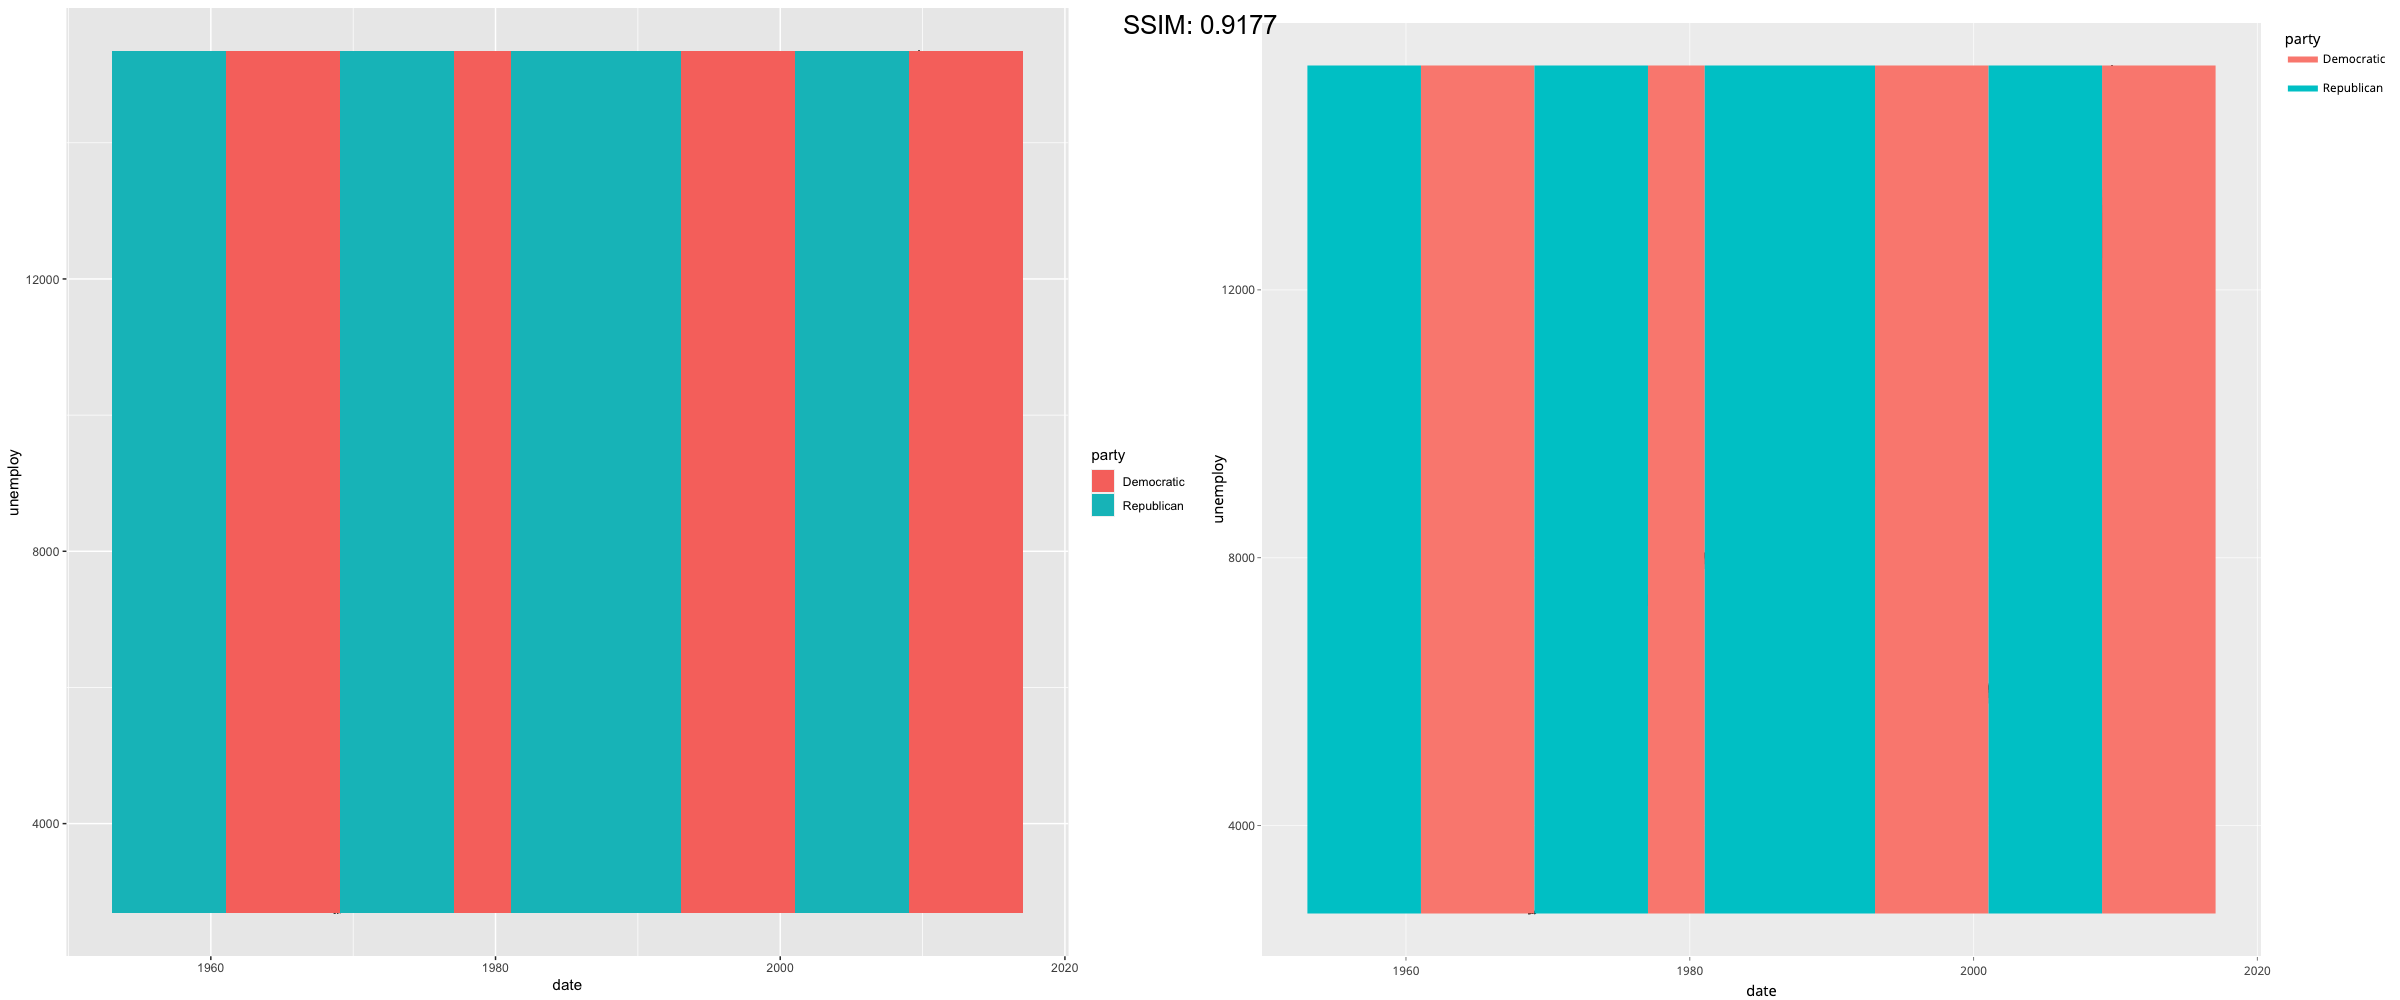 SSIM: 0.9177
12000
8000
4000
unemploy
1960
1980
2000
2020
date
party
Democratic
Republican
12000
8000
4000
unemploy
1960
1980
2000
2020
date
party
Democratic
Republican